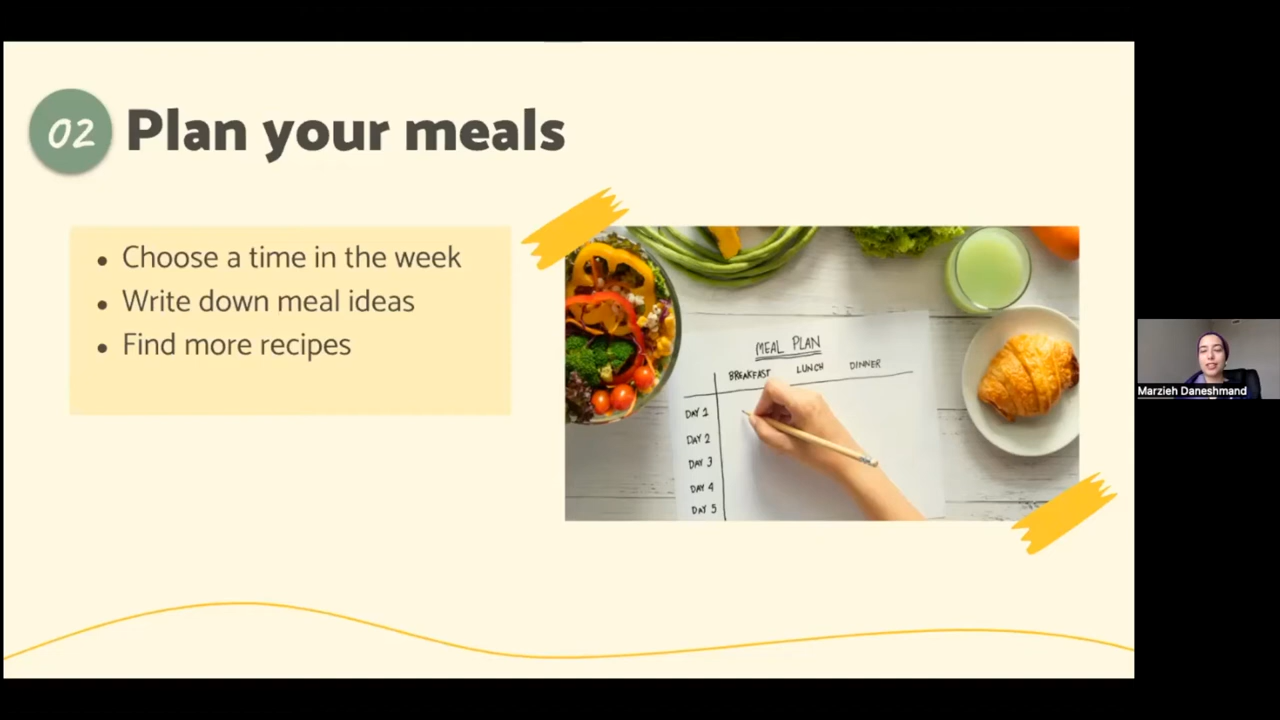 02 Plan your meals
• Choose a time in the week
• Write down meal ideas
• Find more recipes
MEAL PLAN
BREAKFAST LUNCH DINNER
DAY 1
DAY 2
DAY 3
DAY 4
DAY 5
Marzieh Daneshmand